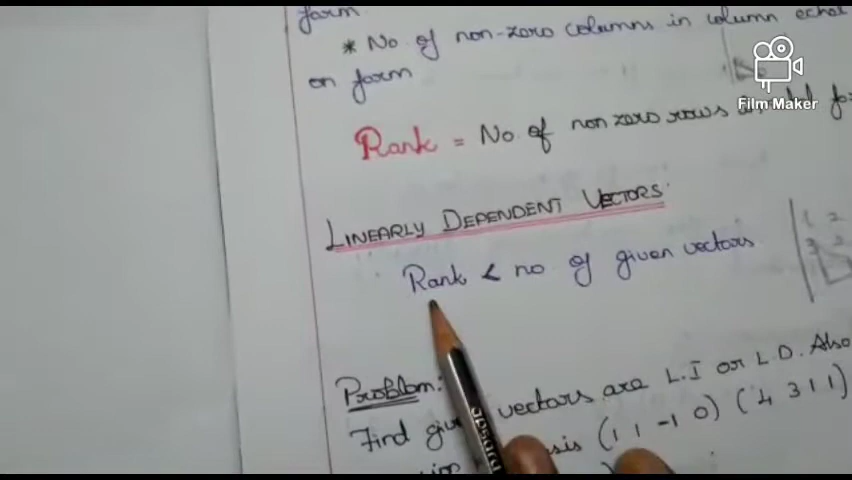 form
* No of non-zero columns in column echel
on form
Film Maker
Rank = No of non zero rows
LINEARLY DEPENDENT VECTORS
Rank < no of given vectors
Problem:
Find given vectors are L.I or L.D. Also
(1 1 -1 0) (4 3 1 1)
apsara